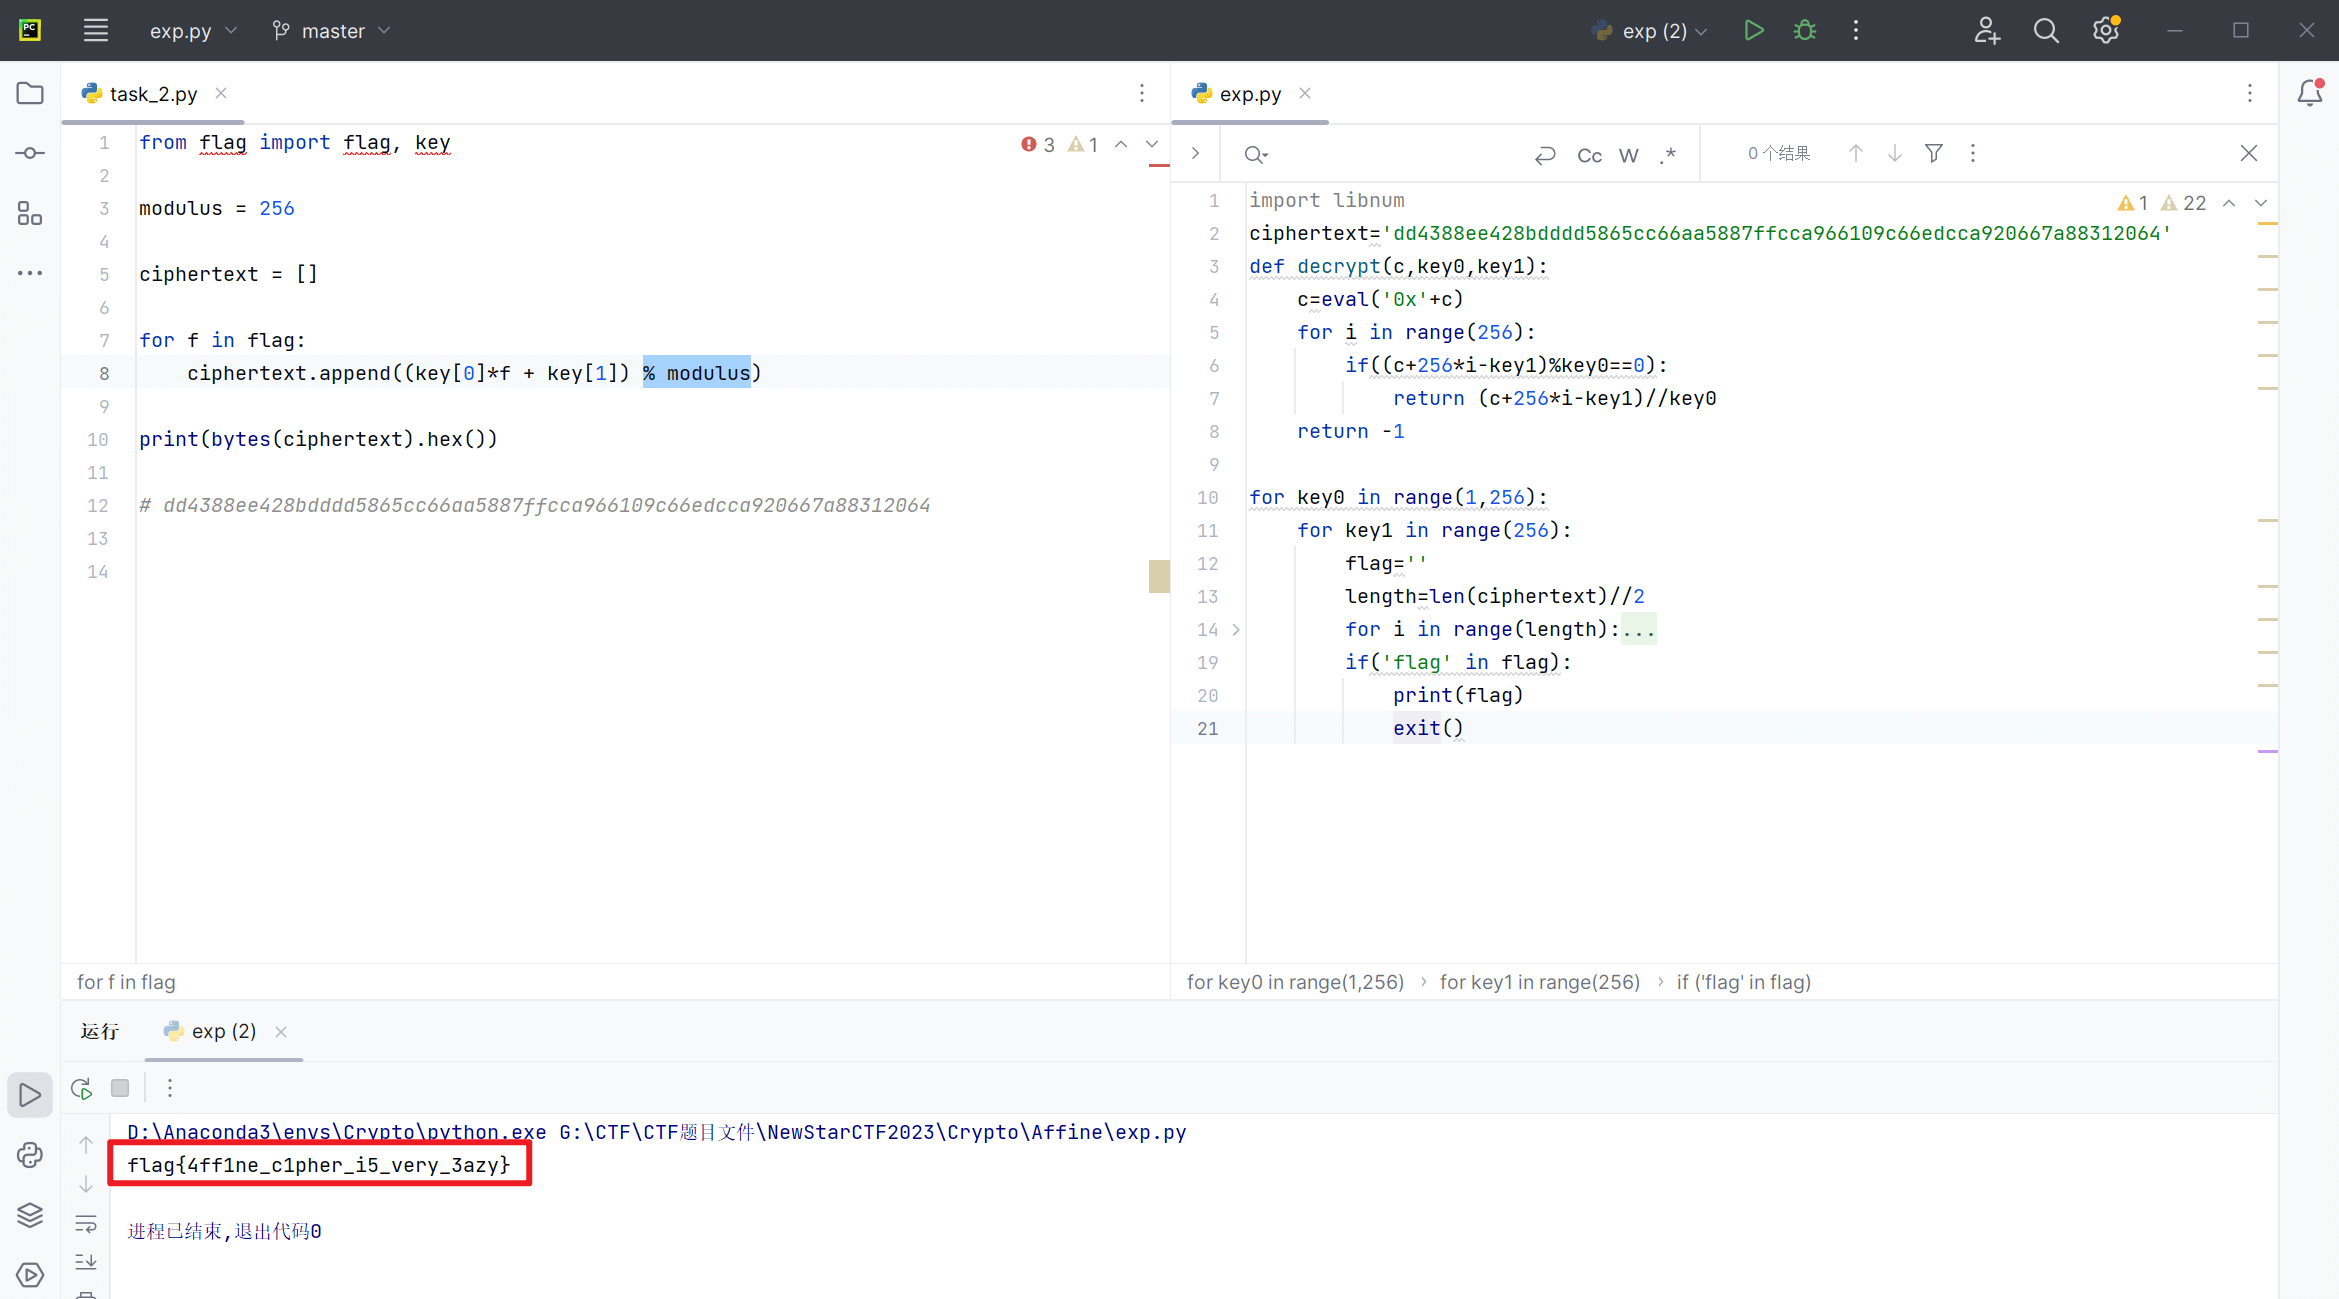 exp.py
master
exp (2)
task_2.py
exp.py
3 1
1 from flag import flag, key
2
3 modulus = 256
4
5 ciphertext = []
6
7 for f in flag:
8     ciphertext.append((key[0]*f + key[1]) % modulus)
9
10 print(bytes(ciphertext).hex())
11
12 # dd4388ee428bdddd5865cc66aa5887ffcca966109c66edcca920667a88312064
13
14
for f in flag
Cc W .* 0 个结果
1 22
1 import libnum
2 ciphertext='dd4388ee428bdddd5865cc66aa5887ffcca966109c66edcca920667a88312064'
3 def decrypt(c,key0,key1):
4     c=eval('0x'+c)
5     for i in range(256):
6         if((c+256*i-key1)%key0==0):
7             return (c+256*i-key1)//key0
8     return -1
9
10 for key0 in range(1,256):
11     for key1 in range(256):
12         flag=''
13         length=len(ciphertext)//2
14         for i in range(length):...
19         if('flag' in flag):
20             print(flag)
21             exit()
for key0 in range(1,256) › for key1 in range(256) › if ('flag' in flag)
运行 exp (2)
D:\Anaconda3\envs\Crypto\python.exe G:\CTF\CTF题目文件\NewStarCTF2023\Crypto\Affine\exp.py
flag{4ff1ne_c1pher_i5_very_3azy}
进程已结束,退出代码0